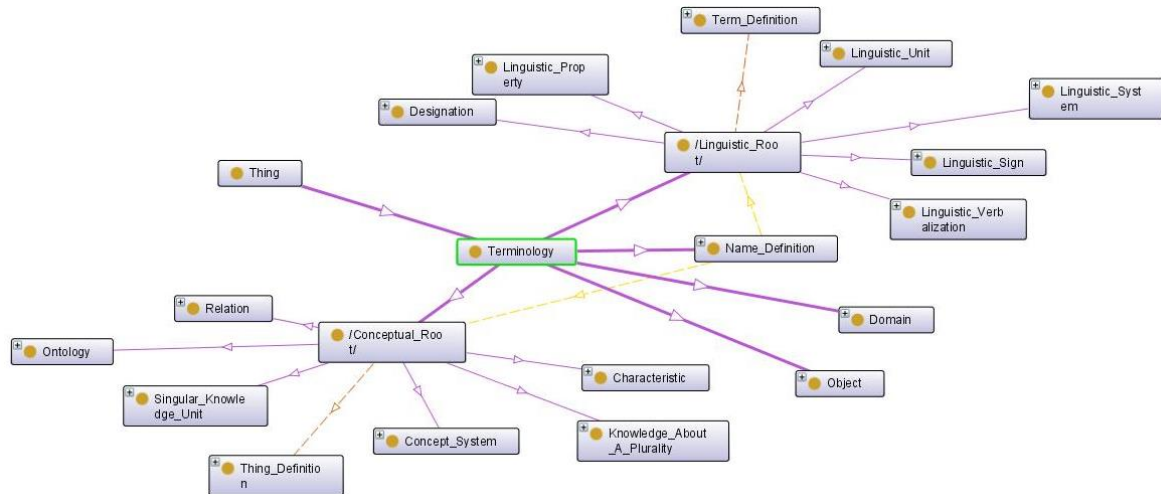 Term_Definition
Linguistic_Unit
Linguistic_Prop
erty
Linguistic_Syst
em
Designation
/Linguistic_Roo
t/
Linguistic_Sign
Thing
Linguistic_Verb
alization
Terminology
Name_Definition
Relation
Domain
/Conceptual_Roo
t/
Ontology
Characteristic
Object
Singular_Knowle
dge_Unit
Concept_System
Knowledge_About
_A_Plurality
Thing_Definitio
n